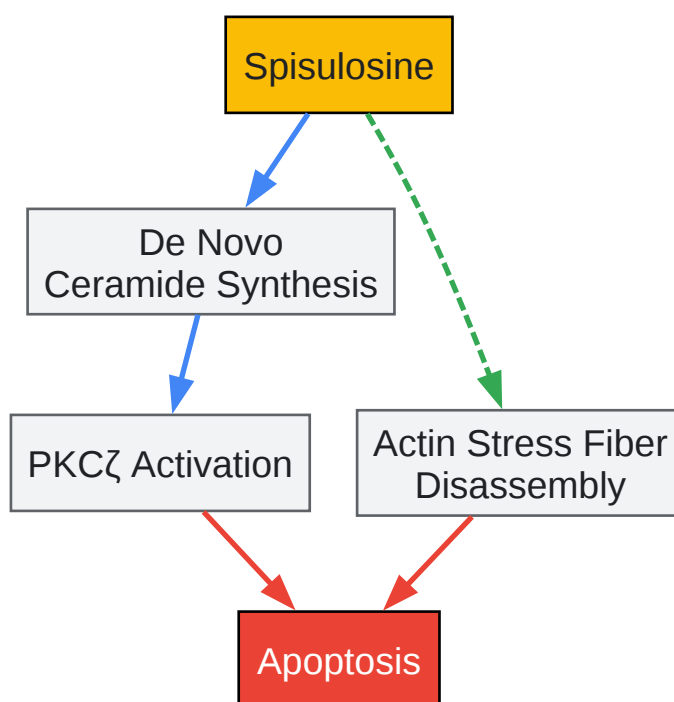 Spisulosine
De Novo
Ceramide Synthesis
PKCζ Activation
Actin Stress Fiber
Disassembly
Apoptosis